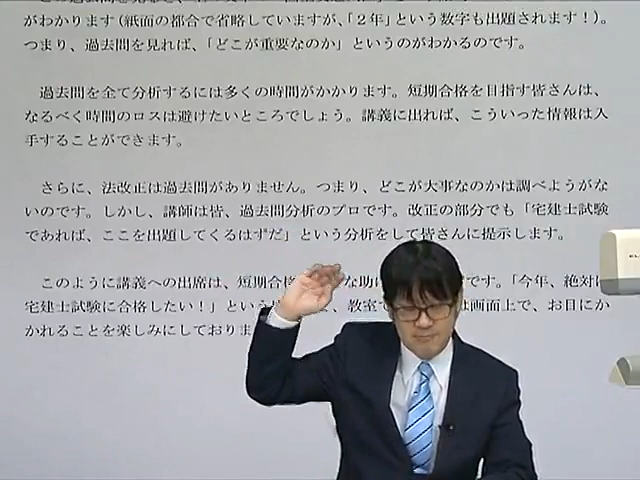 がわかります（紙面の都合で省略していますが、「２年」という数字も出題されます！）。
つまり、過去問を見れば、「どこが重要なのか」というのがわかるのです。
過去問を全て分析するには多くの時間がかかります。短期合格を目指す皆さんは、
なるべく時間のロスは避けたいところでしょう。講義に出れば、こういった情報は入
手することができます。
さらに、法改正は過去問がありません。つまり、どこが大事なのかは調べようがな
いのです。しかし、講師は皆、過去問分析のプロです。改正の部分でも「宅建士試験
であれば、ここを出題してくるはずだ」という分析をして皆さんに提示します。
このように講義への出席は、短期合 な助 です。「今年、絶対に
宅建士試験に合格したい！」という 、教室 は画面上で、お目にか
かれることを楽しみにしており